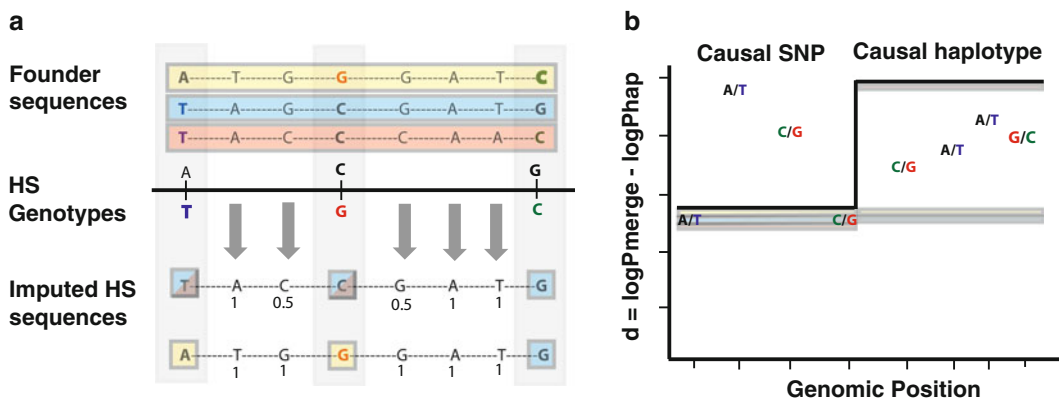 a
Founder sequences
A T G G G A T C
T A G C G A T G
T A C C C A A C
HS Genotypes
A C G
T G C
Imputed HS sequences
T A C C G A T G
1 0.5 0.5 1 1
A T G G G A T G
1 1 1 1 1
b
Causal SNP
Causal haplotype
A/T
C/G
A/T
C/G
C/G
A/T
A/T
G/C
d = logPmerge - logPhap
Genomic Position